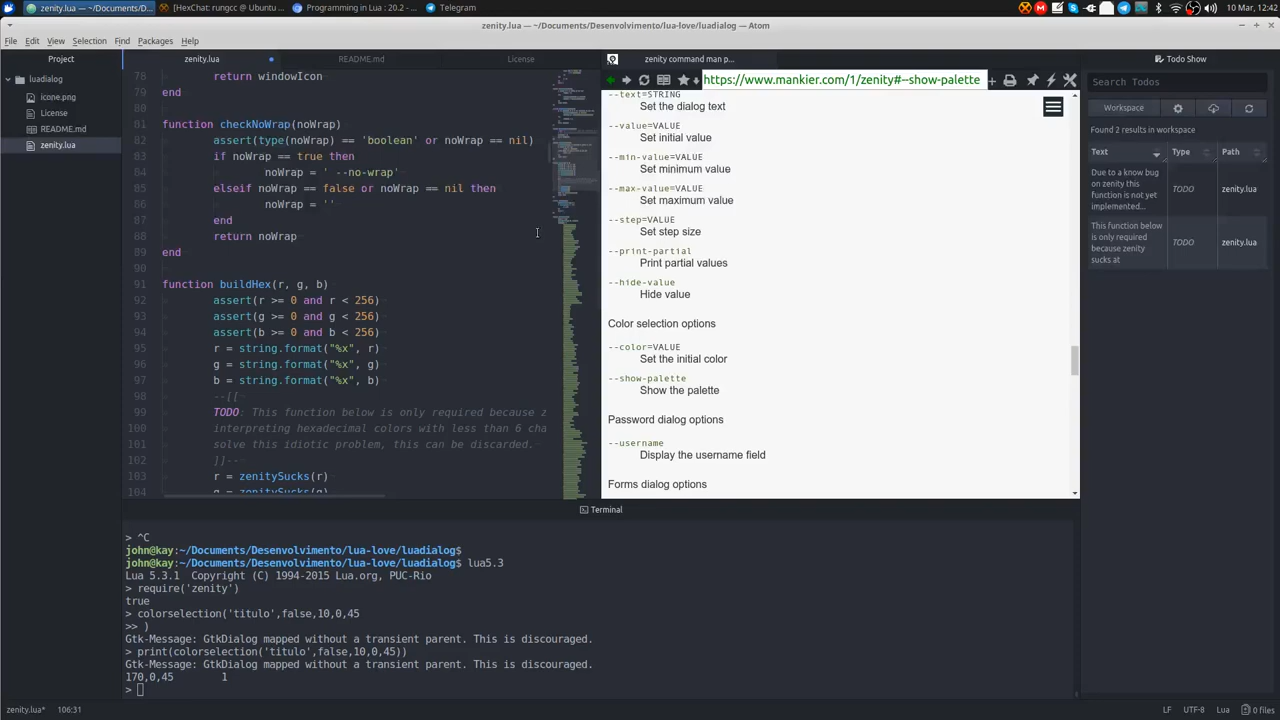 zenity.lua — ~/Documents/D...
[HexChat: rungcc @ Ubuntu ...
Programming in Lua : 20.2 - ...
Telegram
10 Mar, 12:42
zenity.lua - ~/Documents/Desenvolvimento/lua-love/luadialog — Atom
File Edit View Selection Find Packages Help
Project
luadialog
icone.png
License
README.md
zenity.lua
zenity.lua
README.md
License
78 return windowIcon
79 end
80
81 function checkNoWrap(noWrap)
82 assert(type(noWrap) == 'boolean' or noWrap == nil)
83 if noWrap == true then
84 noWrap = ' --no-wrap'
85 elseif noWrap == false or noWrap == nil then
86 noWrap = ''
87 end
88 return noWrap
89 end
90
91 function buildHex(r, g, b)
92 assert(r >= 0 and r < 256)
93 assert(g >= 0 and g < 256)
94 assert(b >= 0 and b < 256)
95 r = string.format("%x", r)
96 g = string.format("%x", g)
97 b = string.format("%x", b)
98 --[[
99 TODO: This function below is only required because z
100 interpreting hexadecimal colors with less than 6 cha
101 solve this idiotic problem, this can be discarded.
102 ]]--
103 r = zenitySucks(r)
104 g = zenitySucks(g)
zenity command man p...
https://www.mankier.com/1/zenity#--show-palette
--text=STRING
Set the dialog text
--value=VALUE
Set initial value
--min-value=VALUE
Set minimum value
--max-value=VALUE
Set maximum value
--step=VALUE
Set step size
--print-partial
Print partial values
--hide-value
Hide value
Color selection options
--color=VALUE
Set the initial color
--show-palette
Show the palette
Password dialog options
--username
Display the username field
Forms dialog options
Todo Show
Search Todos
Workspace
Found 2 results in workspace
Text Type Path
Due to a know bug
on zenity this
function is not yet
implemented...
TODO
zenity.lua
This function below
is only required
because zenity
sucks at
TODO
zenity.lua
Terminal
> ^C
john@kay:~/Documents/Desenvolvimento/lua-love/luadialog$
john@kay:~/Documents/Desenvolvimento/lua-love/luadialog$ lua5.3
Lua 5.3.1 Copyright (C) 1994-2015 Lua.org, PUC-Rio
> require('zenity')
true
> colorselection('titulo',false,10,0,45
>> )
Gtk-Message: GtkDialog mapped without a transient parent. This is discouraged.
> print(colorselection('titulo',false,10,0,45))
Gtk-Message: GtkDialog mapped without a transient parent. This is discouraged.
170,0,45 1
>
zenity.lua* 106:31
LF UTF-8 Lua 0 files